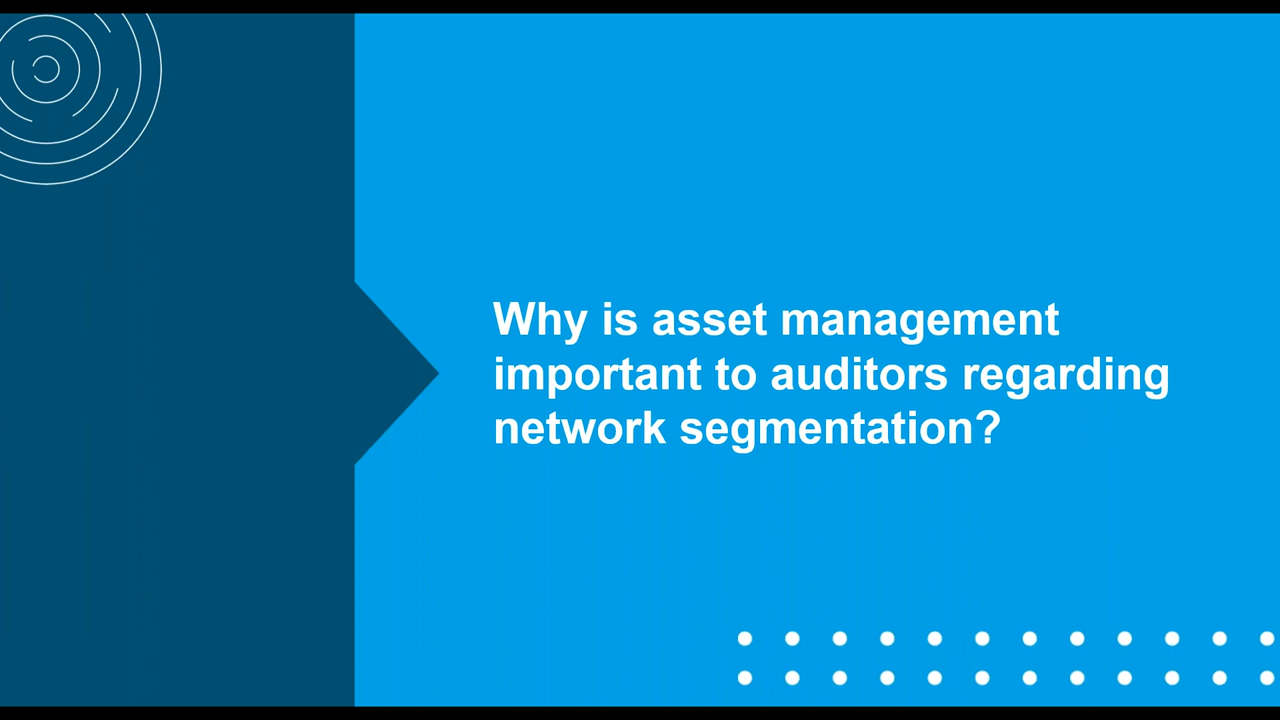 Why is asset management
important to auditors regarding
network segmentation?